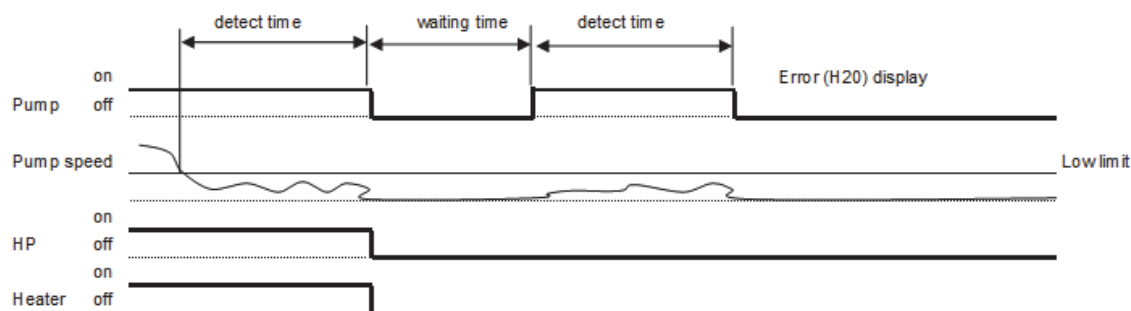 detect time waiting time detect time
on Error (H20) display
Pump off
Pump speed Low limit
on
HP off
on
Heater off